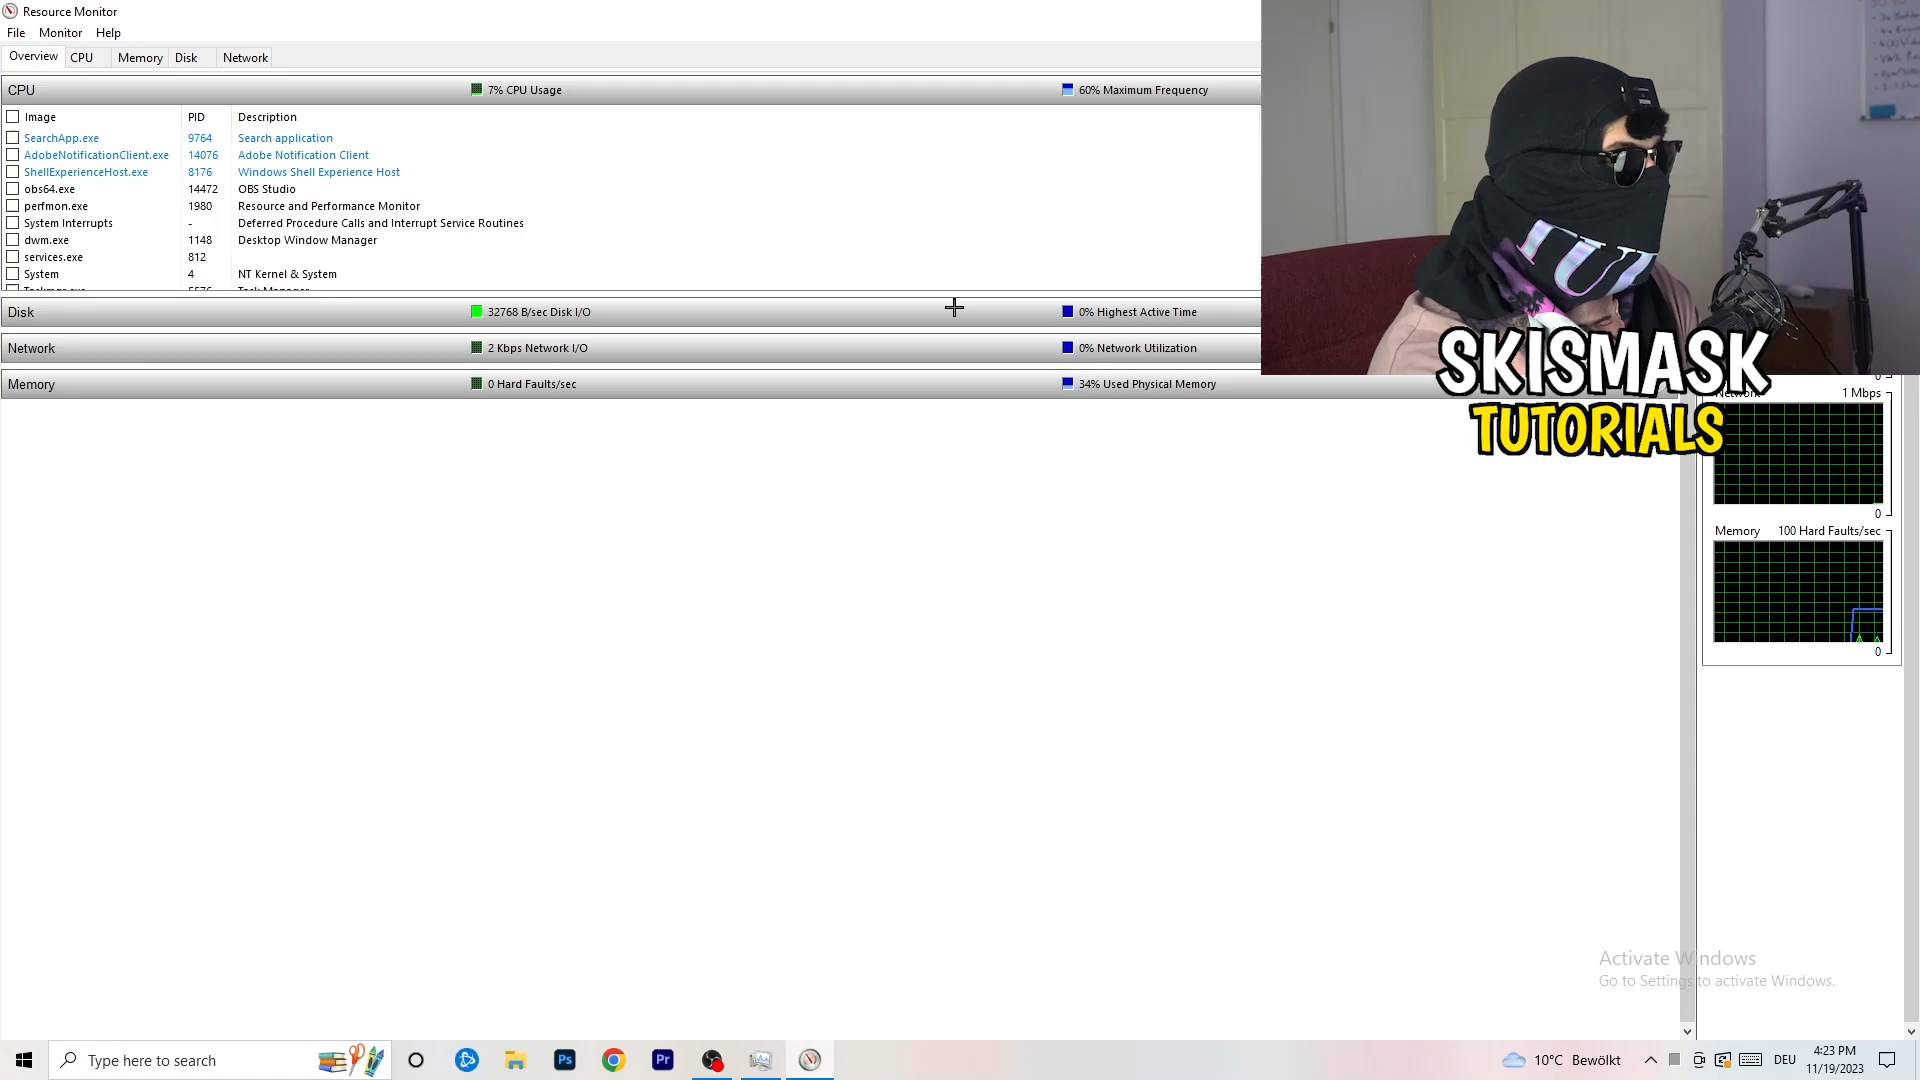 Resource Monitor
File Monitor Help
Overview CPU Memory Disk Network
CPU 7% CPU Usage 60% Maximum Frequency
Image PID Description
SearchApp.exe 9764 Search application
AdobeNotificationClient.exe 14076 Adobe Notification Client
ShellExperienceHost.exe 8176 Windows Shell Experience Host
obs64.exe 14472 OBS Studio
perfmon.exe 1980 Resource and Performance Monitor
System Interrupts - Deferred Procedure Calls and Interrupt Service Routines
dwm.exe 1148 Desktop Window Manager
services.exe 812
System 4 NT Kernel & System
Disk 32768 B/sec Disk I/O 0% Highest Active Time
Network 2 Kbps Network I/O 0% Network Utilization
Memory 0 Hard Faults/sec 34% Used Physical Memory
SKISMASK
TUTORIALS
0
Network 1 Mbps
0
Memory 100 Hard Faults/sec
0
Activate Windows
Go to Settings to activate Windows.
Type here to search
Ps
Pr
10°C Bewölkt
DEU
4:23 PM
11/19/2023